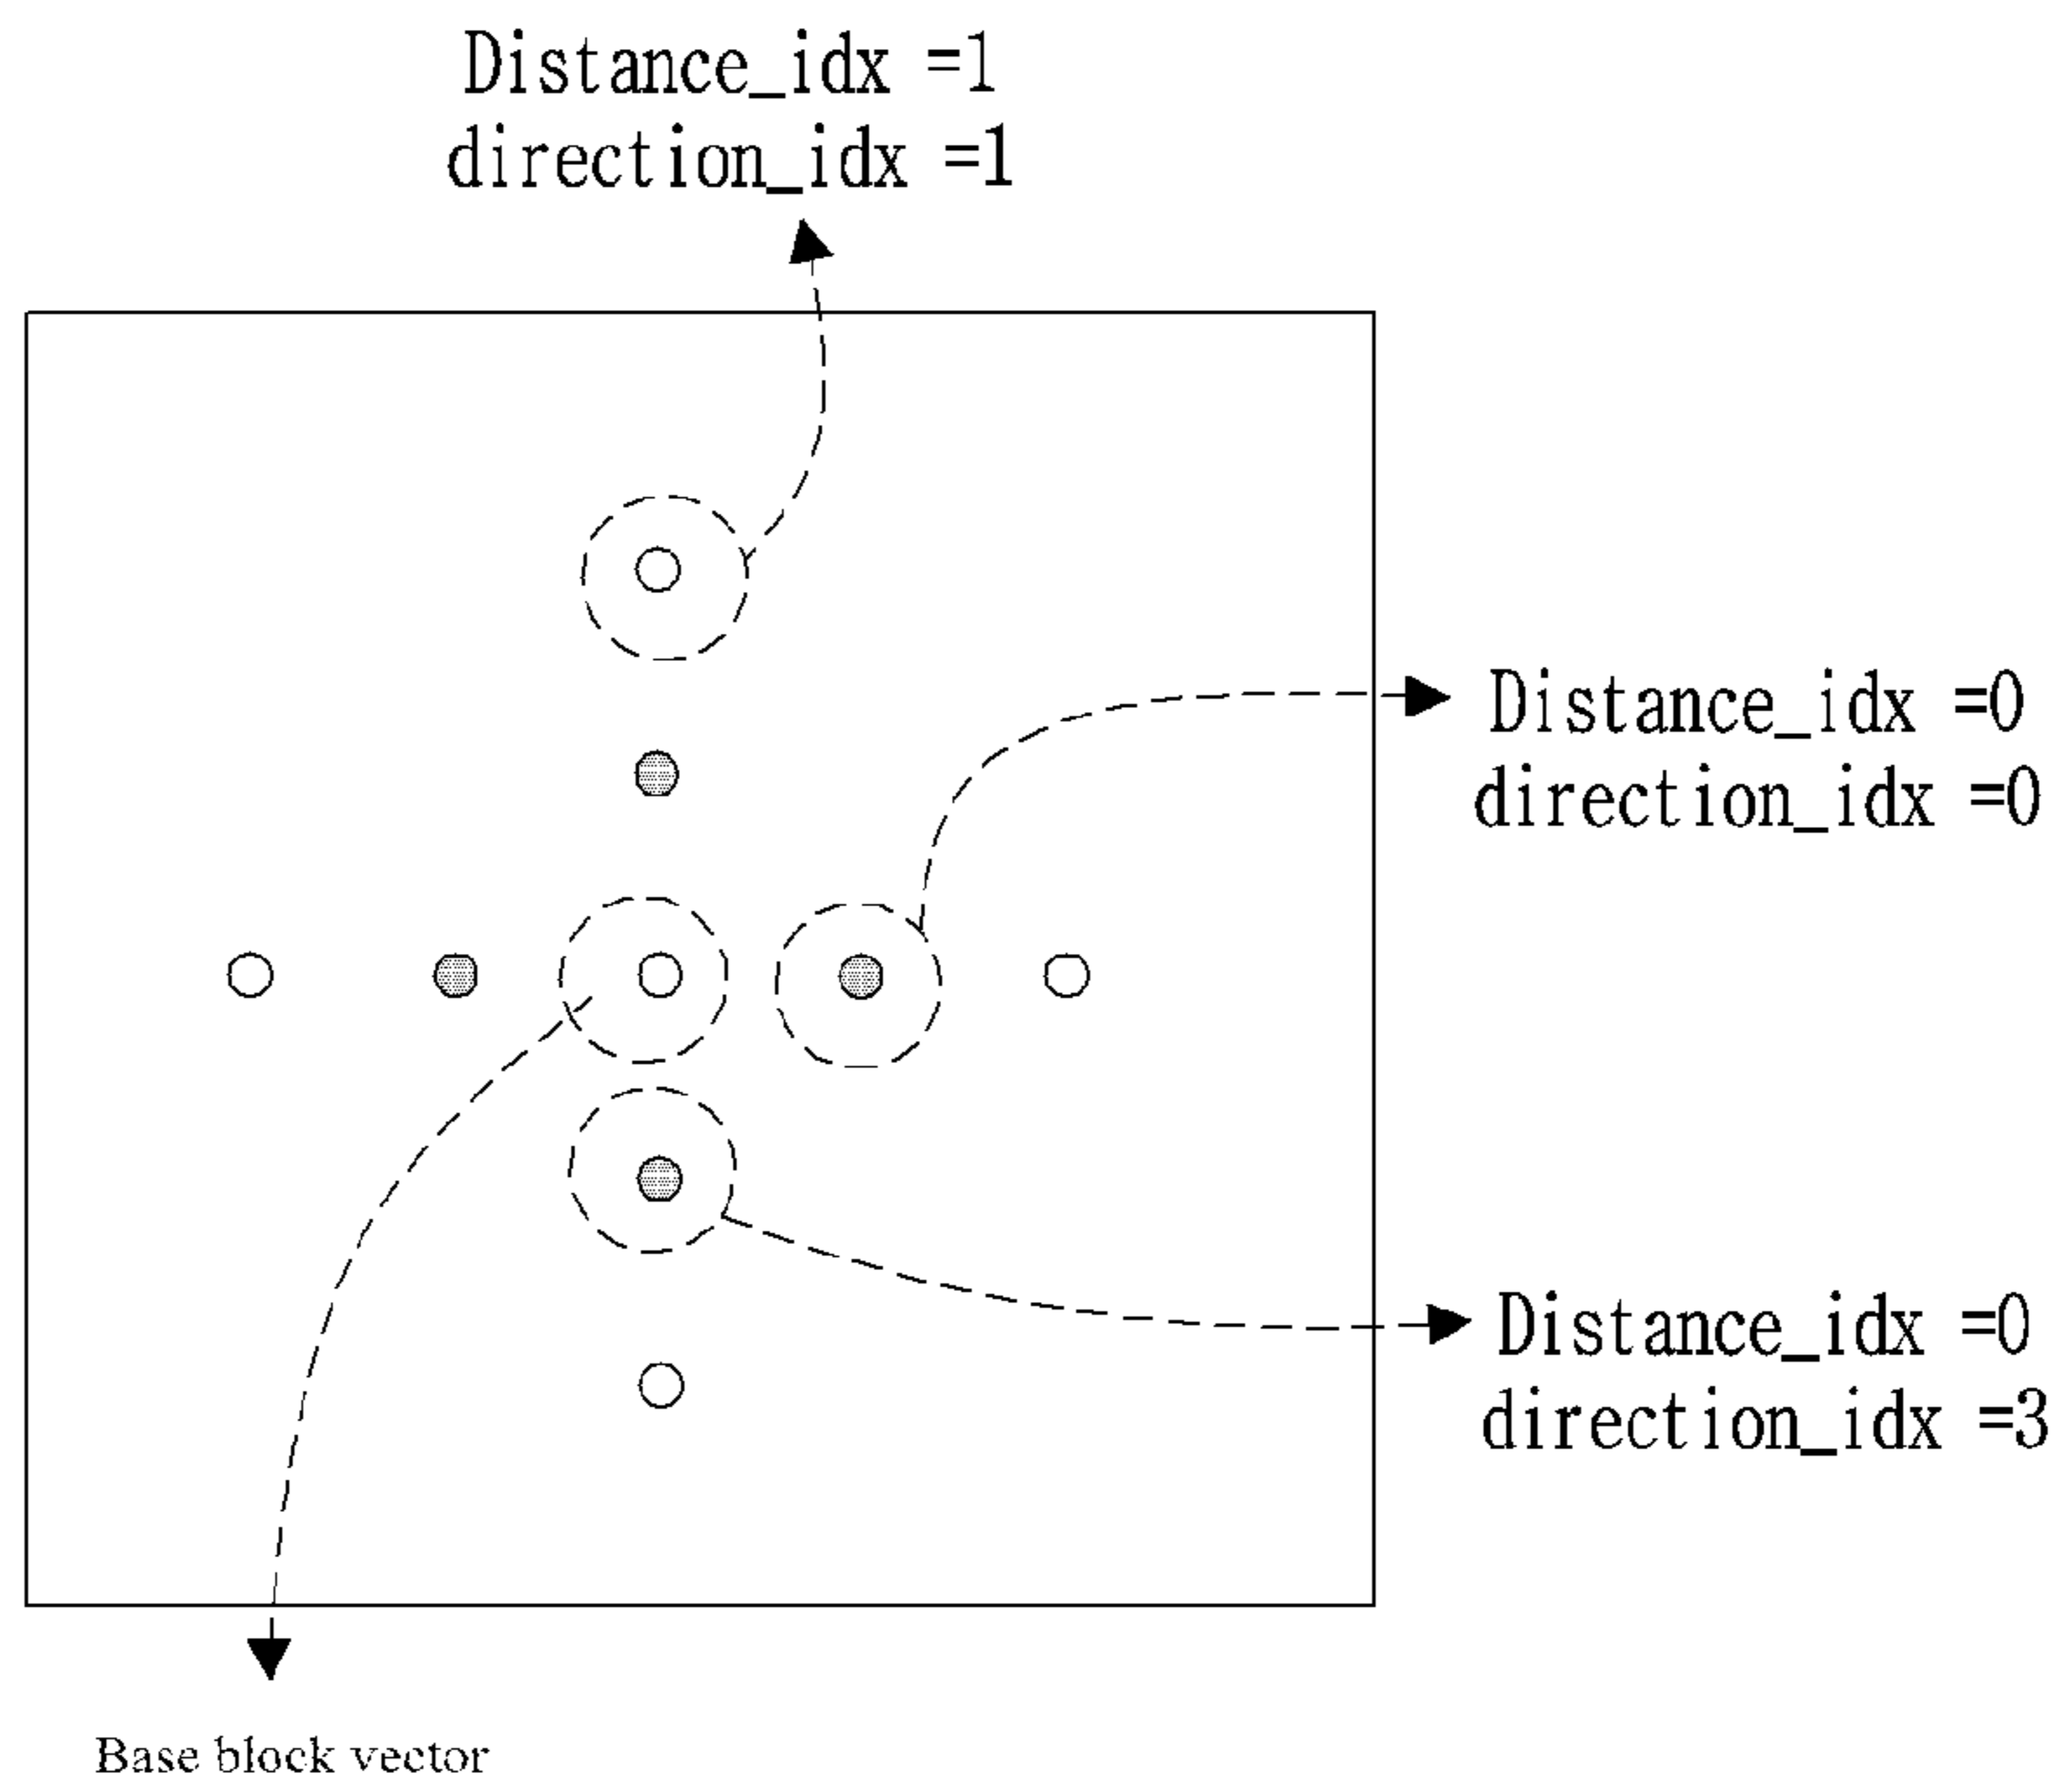 Distance_idx =1
direction_idx =1
Distance_idx =0
direction_idx =0
Distance_idx =0
direction_idx =3
Base block vector